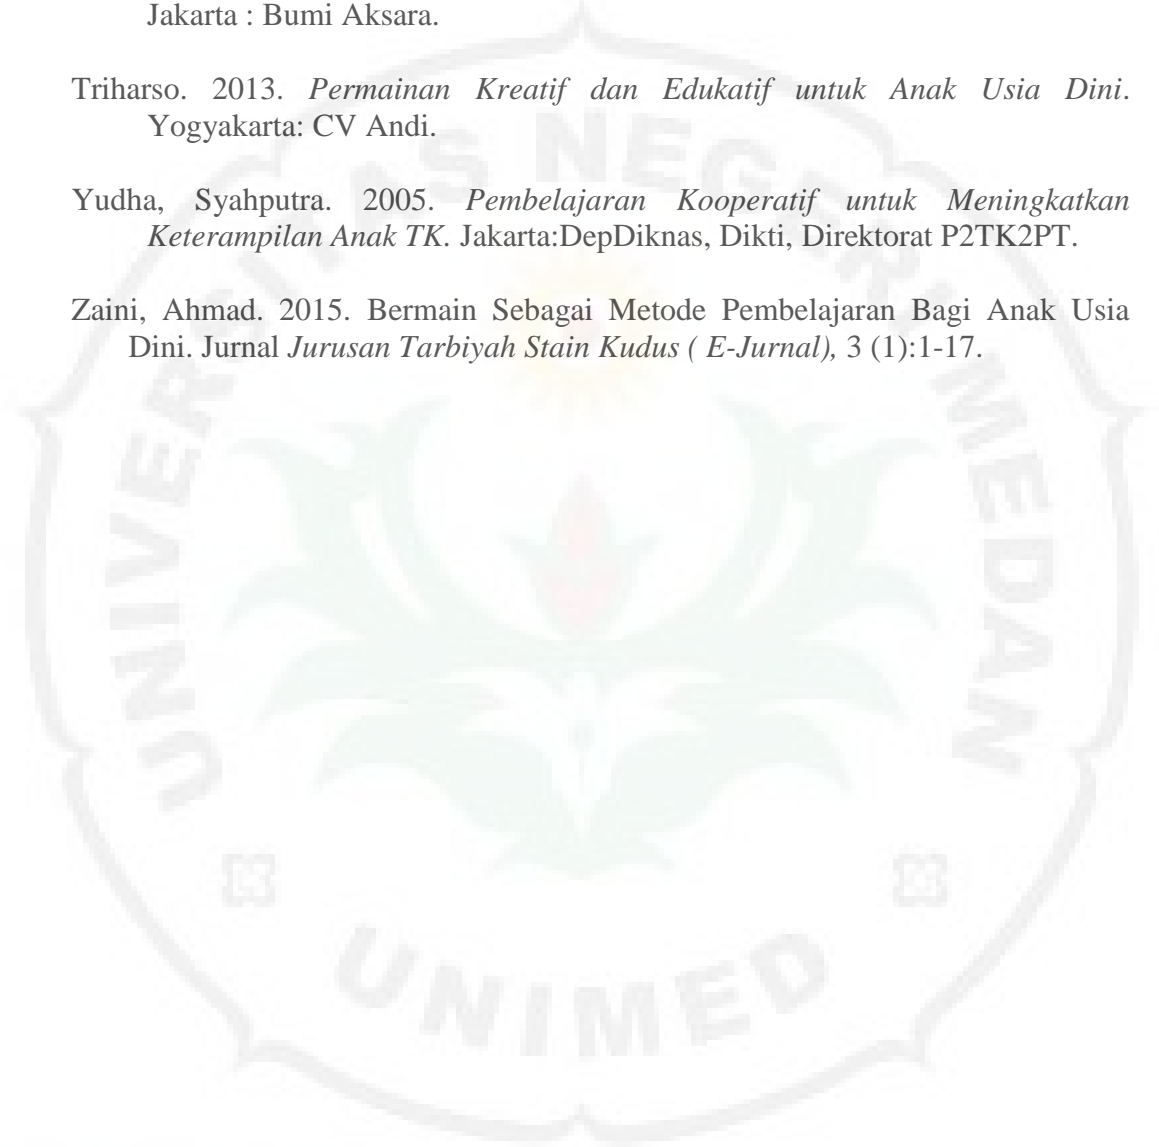 Jakarta : Bumi Aksara.
Triharso. 2013. Permainan Kreatif dan Edukatif untuk Anak Usia Dini.
Yogyakarta: CV Andi.
Yudha, Syahputra. 2005. Pembelajaran Kooperatif untuk Meningkatkan
Keterampilan Anak TK. Jakarta:DepDiknas, Dikti, Direktorat P2TK2PT.
Zaini, Ahmad. 2015. Bermain Sebagai Metode Pembelajaran Bagi Anak Usia
Dini. Jurnal Jurusan Tarbiyah Stain Kudus ( E-Jurnal), 3 (1):1-17.
UNIVERSITAS NEGERI MEDAN
UNIMED